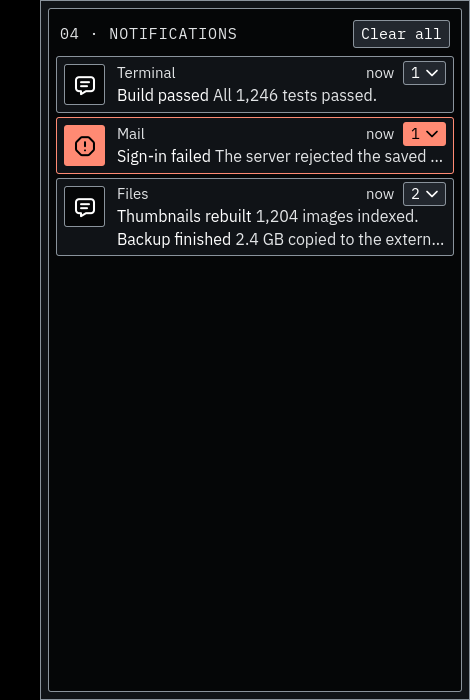 04 · NOTIFICATIONS Clear all
Terminal now 1
Build passed All 1,246 tests passed.
Mail now 1
Sign-in failed The server rejected the saved ...
Files now 2
Thumbnails rebuilt 1,204 images indexed.
Backup finished 2.4 GB copied to the extern...